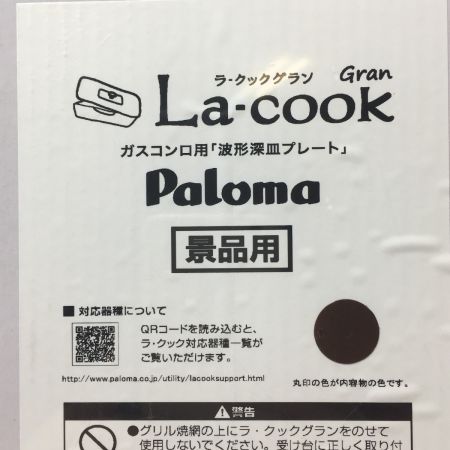 ラ・クックグラン Gran
La-cook
ガスコンロ用「波形深皿プレート」
Paloma
景品用
■ 対応器種について
QRコードを読み込むと、
ラ・クック対応器種一覧が
ご覧いただけます。
http://www.paloma.co.jp/utility/lacooksupport.html
丸印の色が内容物の色です。
警告
●グリル焼網の上にラ・クックグランをのせて
使用しないでください。受け台に正しく取り付